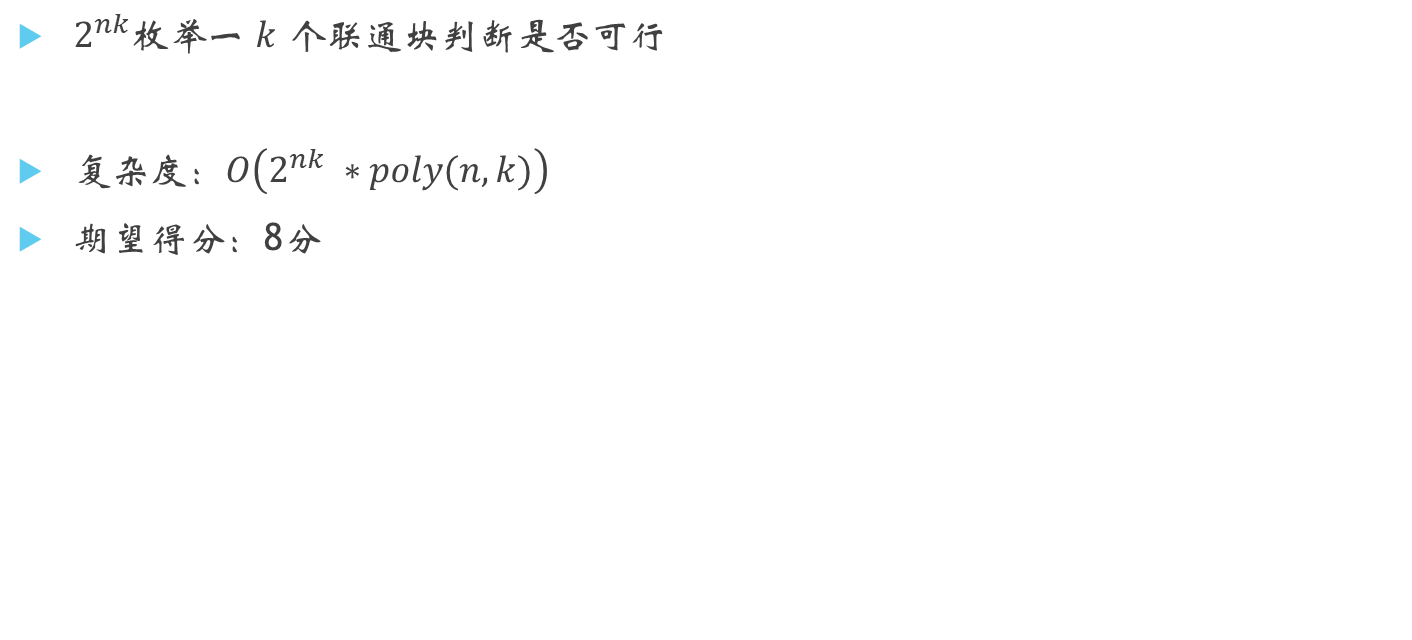 2^{nk}枚举一 k 个联通块判断是否可行
复杂度：O(2^{nk} * poly(n, k))
期望得分：8分